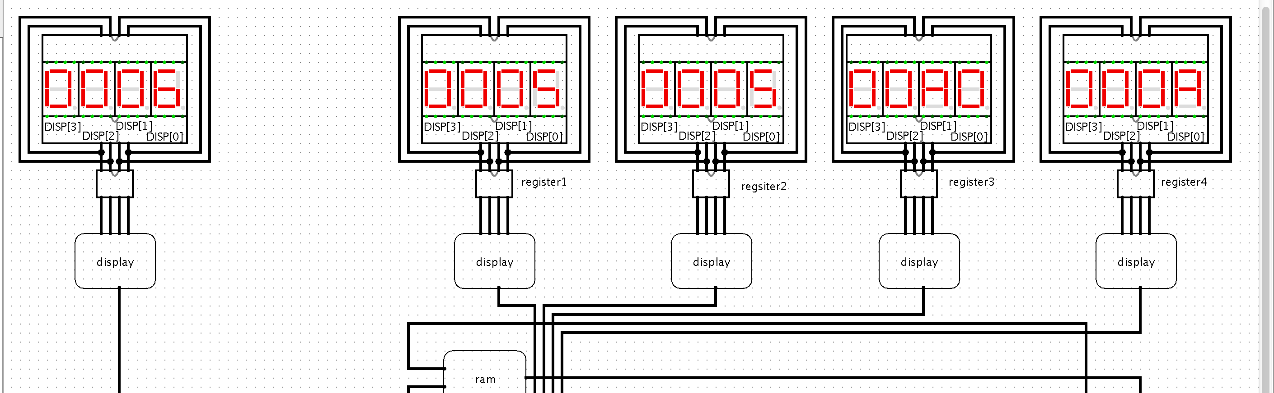 0006 0005 0005 00A0 000A
DISP[3] DISP[1] DISP[3] DISP[1] DISP[3] DISP[1] DISP[3] DISP[1] DISP[3] DISP[1]
DISP[2] DISP[0] DISP[2] DISP[0] DISP[2] DISP[0] DISP[2] DISP[0] DISP[2] DISP[0]
register1 regsiter2 register3 register4
display display display display display
ram